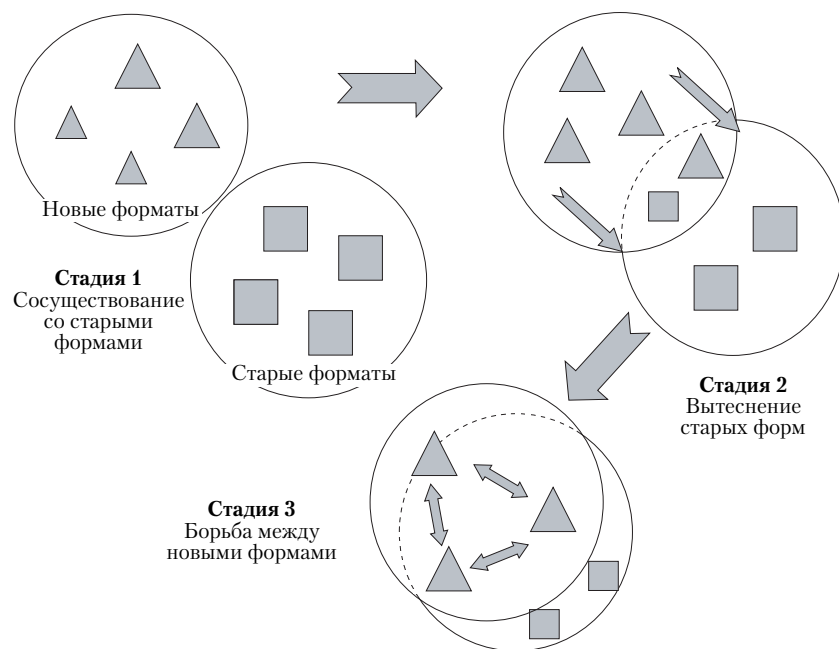 Новые форматы
Стадия 1
Сосуществование
со старыми
формами
Старые форматы
Стадия 2
Вытеснение
старых форм
Стадия 3
Борьба между
новыми формами